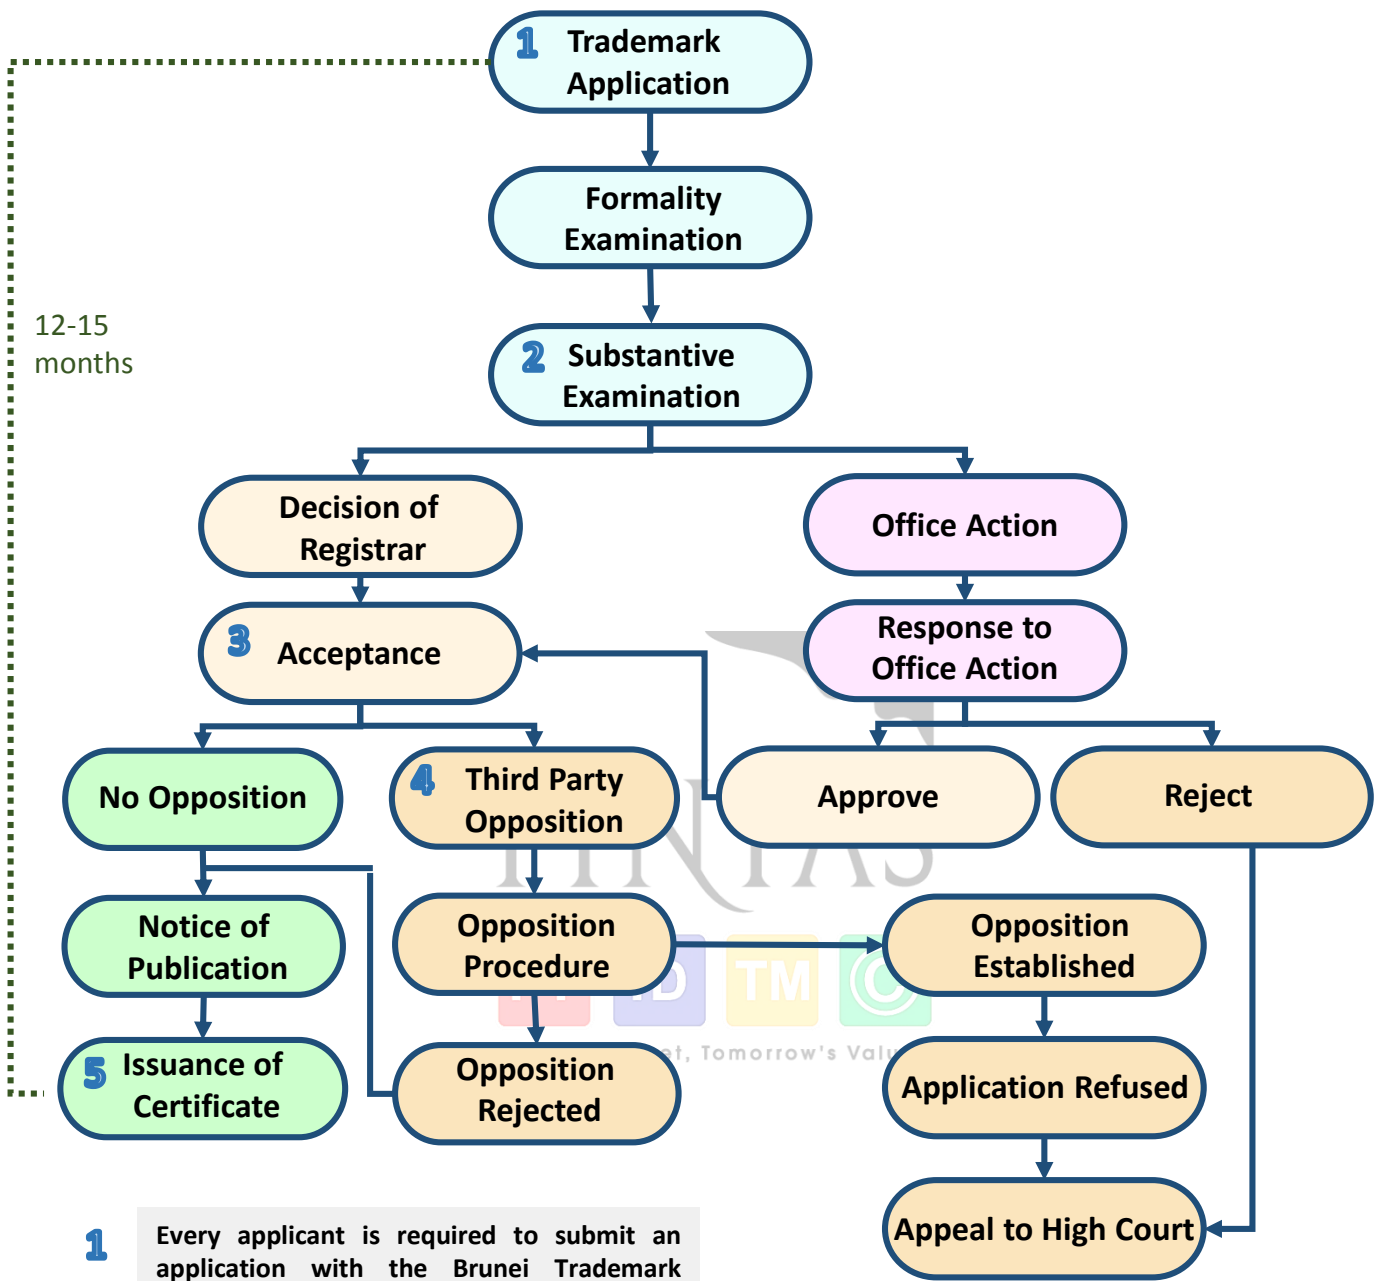 1 Trademark
Application
Formality
Examination
12-15
months
2 Substantive
Examination
Decision of
Registrar
Office Action
3 Acceptance
Response to
Office Action
No Opposition
4 Third Party
Opposition
Approve
Reject
Notice of
Publication
Opposition
Procedure
Opposition
Established
TM
©
Tomorrow's
5 Issuance of
Certificate
Opposition
Rejected
Application Refused
Appeal to High Court
1 Every applicant is required to submit an
application with the Brunei Trademark